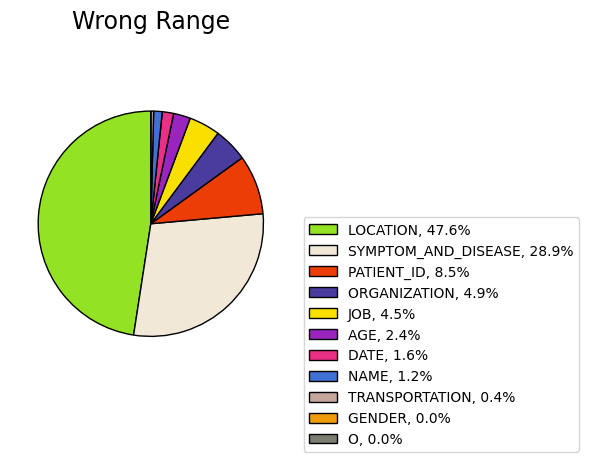 Wrong Range
LOCATION, 47.6%
SYMPTOM_AND_DISEASE, 28.9%
PATIENT_ID, 8.5%
ORGANIZATION, 4.9%
JOB, 4.5%
AGE, 2.4%
DATE, 1.6%
NAME, 1.2%
TRANSPORTATION, 0.4%
GENDER, 0.0%
O, 0.0%